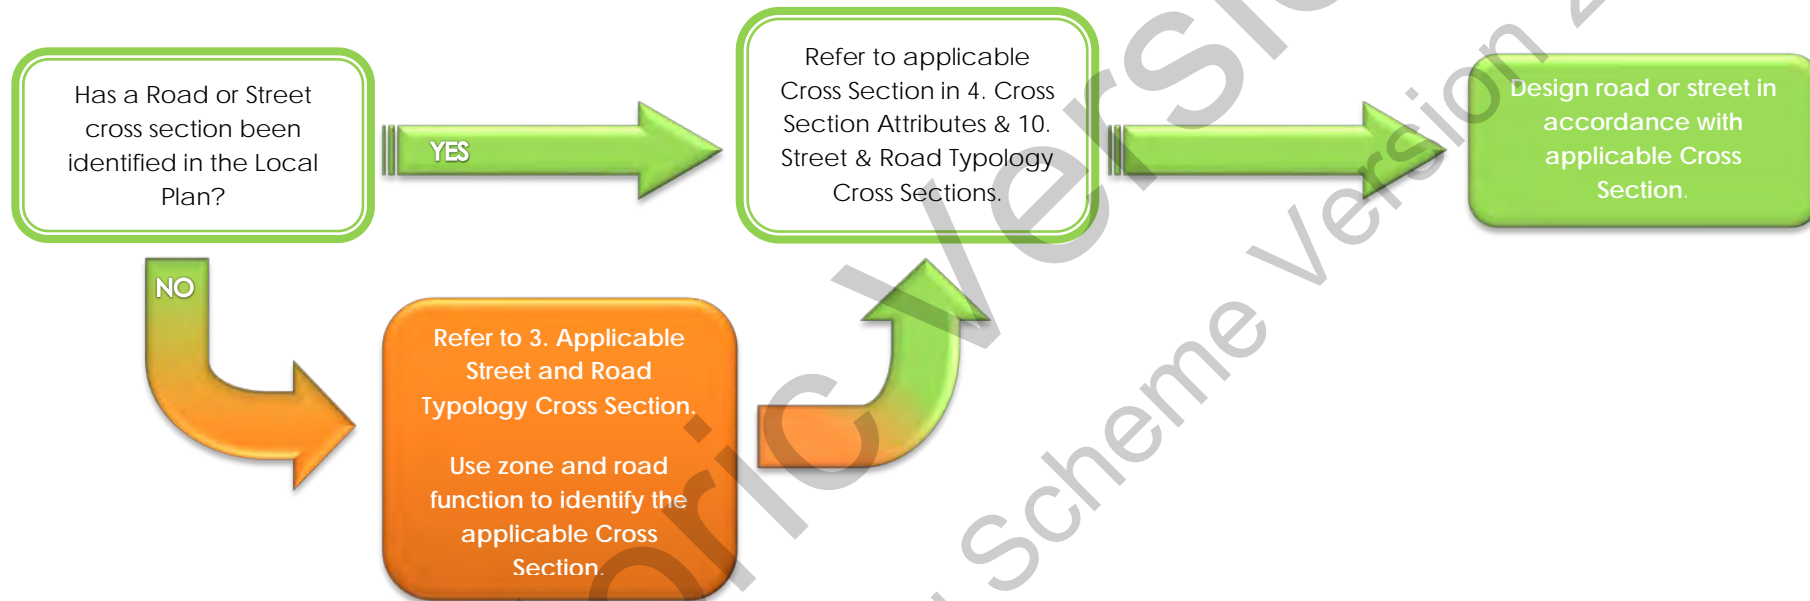 Has a Road or Street
cross section been
identified in the Local
Plan?
YES
Refer to applicable
Cross Section in 4. Cross
Section Attributes & 10.
Street & Road Typology
Cross Sections.
Design road or street in
accordance with
applicable Cross
Section.
NO
Refer to 3. Applicable
Street and Road
Typology Cross Section.
Use zone and road
function to identify the
applicable Cross
Section.
Scheme Version